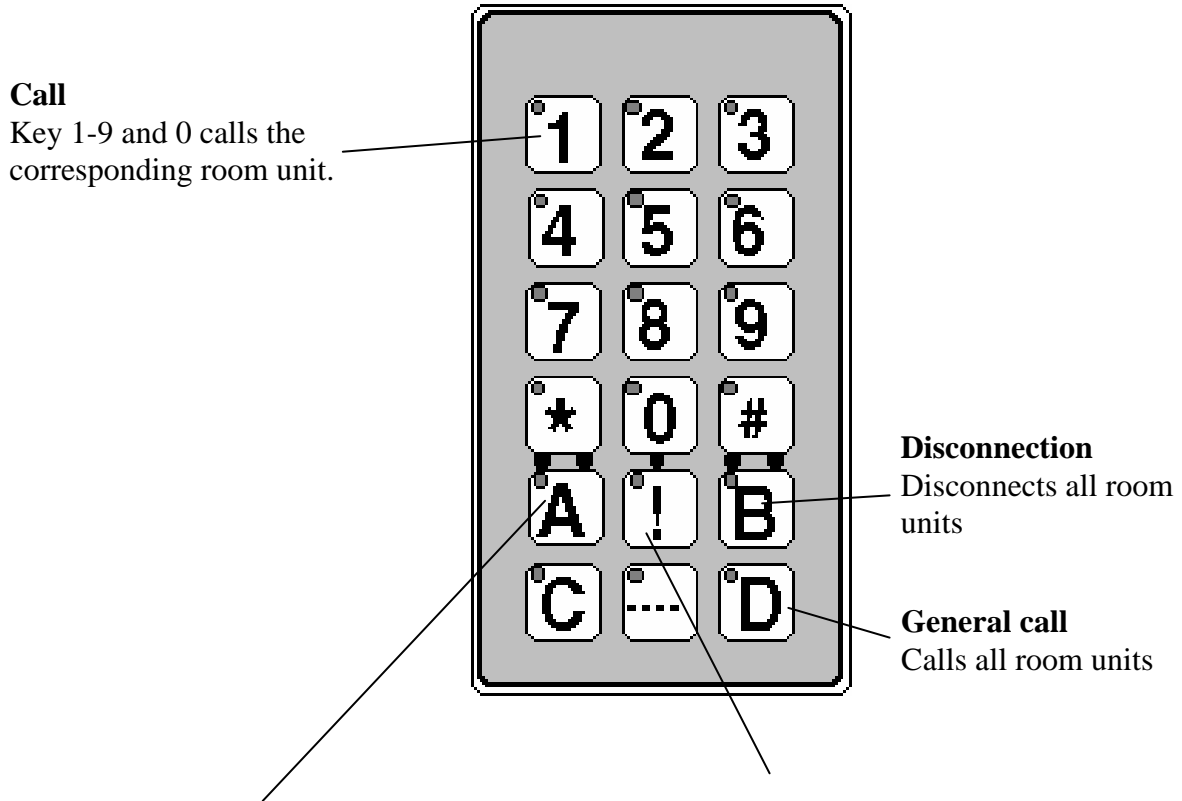 Call
Key 1-9 and 0 calls the
corresponding room unit.
1 2 3
4 5 6
7 8 9
* 0 #
A ! B
C ---- D
Disconnection
Disconnects all room
units
General call
Calls all room units